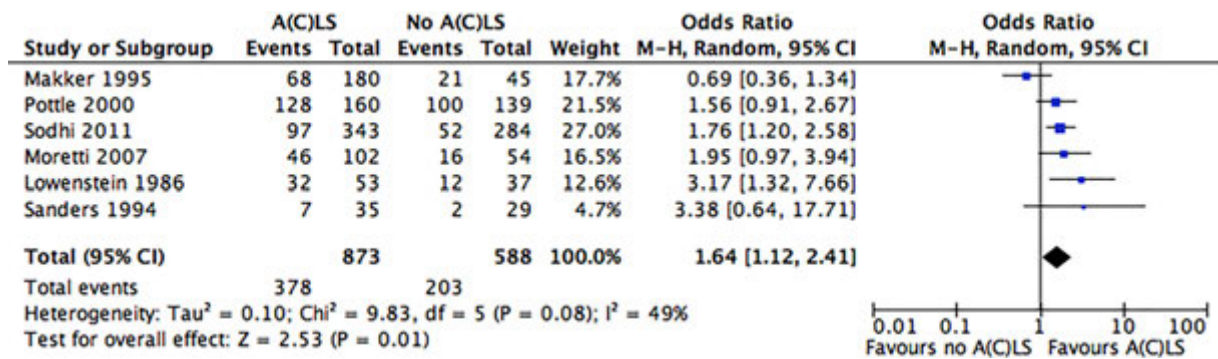 A(C)LS No A(C)LS Odds Ratio Odds Ratio
Study or Subgroup Events Total Events Total Weight M-H, Random, 95% CI M-H, Random, 95% CI
Makker 1995 68 180 21 45 17.7% 0.69 [0.36, 1.34]
Pottle 2000 128 160 100 139 21.5% 1.56 [0.91, 2.67]
Sodhi 2011 97 343 52 284 27.0% 1.76 [1.20, 2.58]
Moretti 2007 46 102 16 54 16.5% 1.95 [0.97, 3.94]
Lowenstein 1986 32 53 12 37 12.6% 3.17 [1.32, 7.66]
Sanders 1994 7 35 2 29 4.7% 3.38 [0.64, 17.71]
Total (95% CI) 873 588 100.0% 1.64 [1.12, 2.41]
Total events 378 203
Heterogeneity: Tau² = 0.10; Chi² = 9.83, df = 5 (P = 0.08); I² = 49%
Test for overall effect: Z = 2.53 (P = 0.01)
0.01 0.1 1 10 100
Favours no A(C)LS Favours A(C)LS